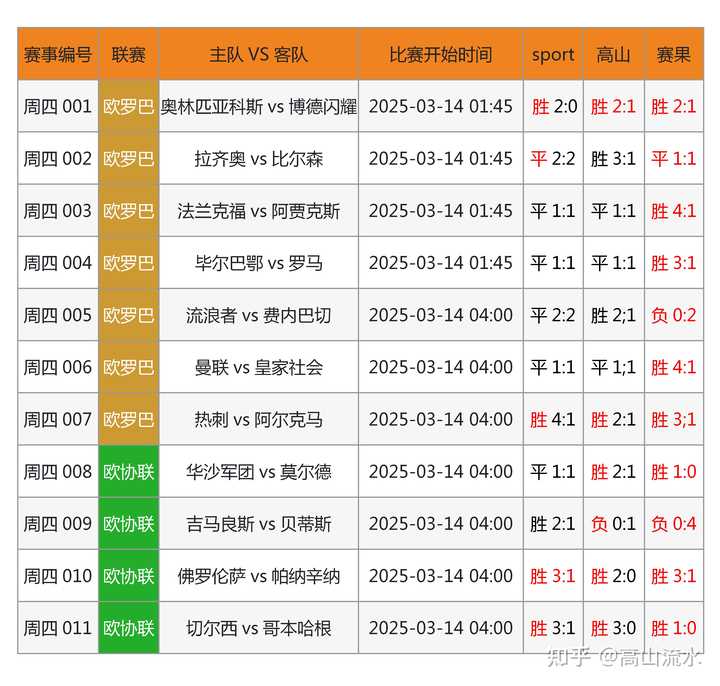 赛事编号 联赛 主队 VS 客队 比赛开始时间 sport 高山 赛果
周四 001 欧罗巴 奥林匹亚科斯 vs 博德闪耀 2025-03-14 01:45 胜 2:0 胜 2:1 胜 2:1
周四 002 欧罗巴 拉齐奥 vs 比尔森 2025-03-14 01:45 平 2:2 胜 3:1 平 1:1
周四 003 欧罗巴 法兰克福 vs 阿贾克斯 2025-03-14 01:45 平 1:1 平 1:1 胜 4:1
周四 004 欧罗巴 毕尔巴鄂 vs 罗马 2025-03-14 01:45 平 1:1 平 1:1 胜 3:1
周四 005 欧罗巴 流浪者 vs 费内巴切 2025-03-14 04:00 平 2:2 胜 2;1 负 0:2
周四 006 欧罗巴 曼联 vs 皇家社会 2025-03-14 04:00 平 1:1 平 1;1 胜 4:1
周四 007 欧罗巴 热刺 vs 阿尔克马 2025-03-14 04:00 胜 4:1 胜 2:1 胜 3;1
周四 008 欧协联 华沙军团 vs 莫尔德 2025-03-14 04:00 平 1:1 胜 2:1 胜 1:0
周四 009 欧协联 吉马良斯 vs 贝蒂斯 2025-03-14 04:00 胜 2:1 负 0:1 负 0:4
周四 010 欧协联 佛罗伦萨 vs 帕纳辛纳 2025-03-14 04:00 胜 3:1 胜 2:0 胜 3:1
周四 011 欧协联 切尔西 vs 哥本哈根 2025-03-14 04:00 胜 3:1 胜 3:0 胜 1:0
知乎 @高山流水